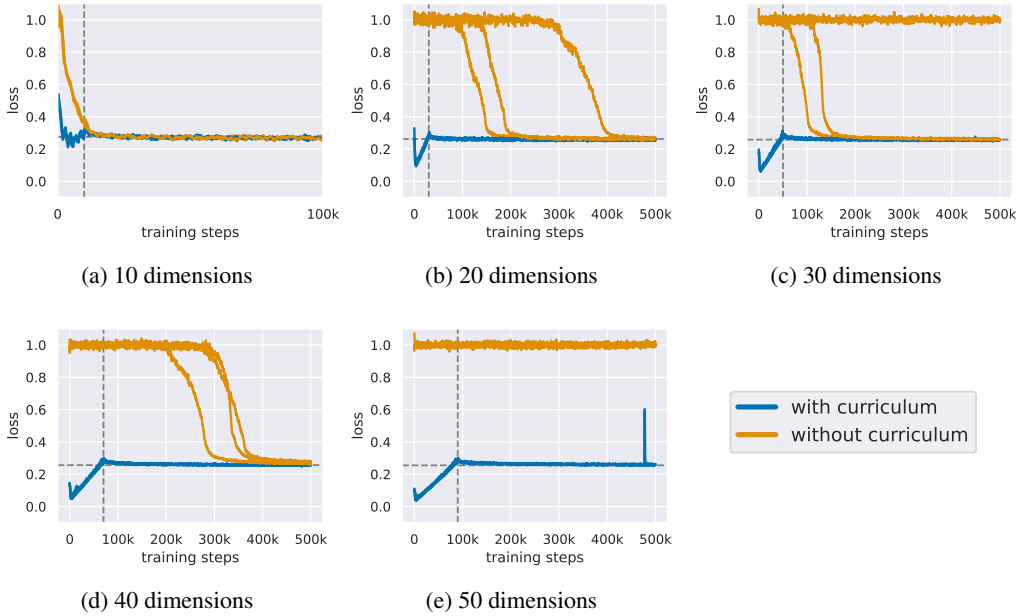 1.0
0.8
0.6
0.4
0.2
0.0
loss
0
100k
training steps
(a) 10 dimensions
1.0
0.8
0.6
0.4
0.2
0.0
loss
0 100k 200k 300k 400k 500k
training steps
(b) 20 dimensions
1.0
0.8
0.6
0.4
0.2
0.0
loss
0 100k 200k 300k 400k 500k
training steps
(c) 30 dimensions
1.0
0.8
0.6
0.4
0.2
0.0
loss
0 100k 200k 300k 400k 500k
training steps
(d) 40 dimensions
1.0
0.8
0.6
0.4
0.2
0.0
loss
0 100k 200k 300k 400k 500k
training steps
(e) 50 dimensions
with curriculum
without curriculum